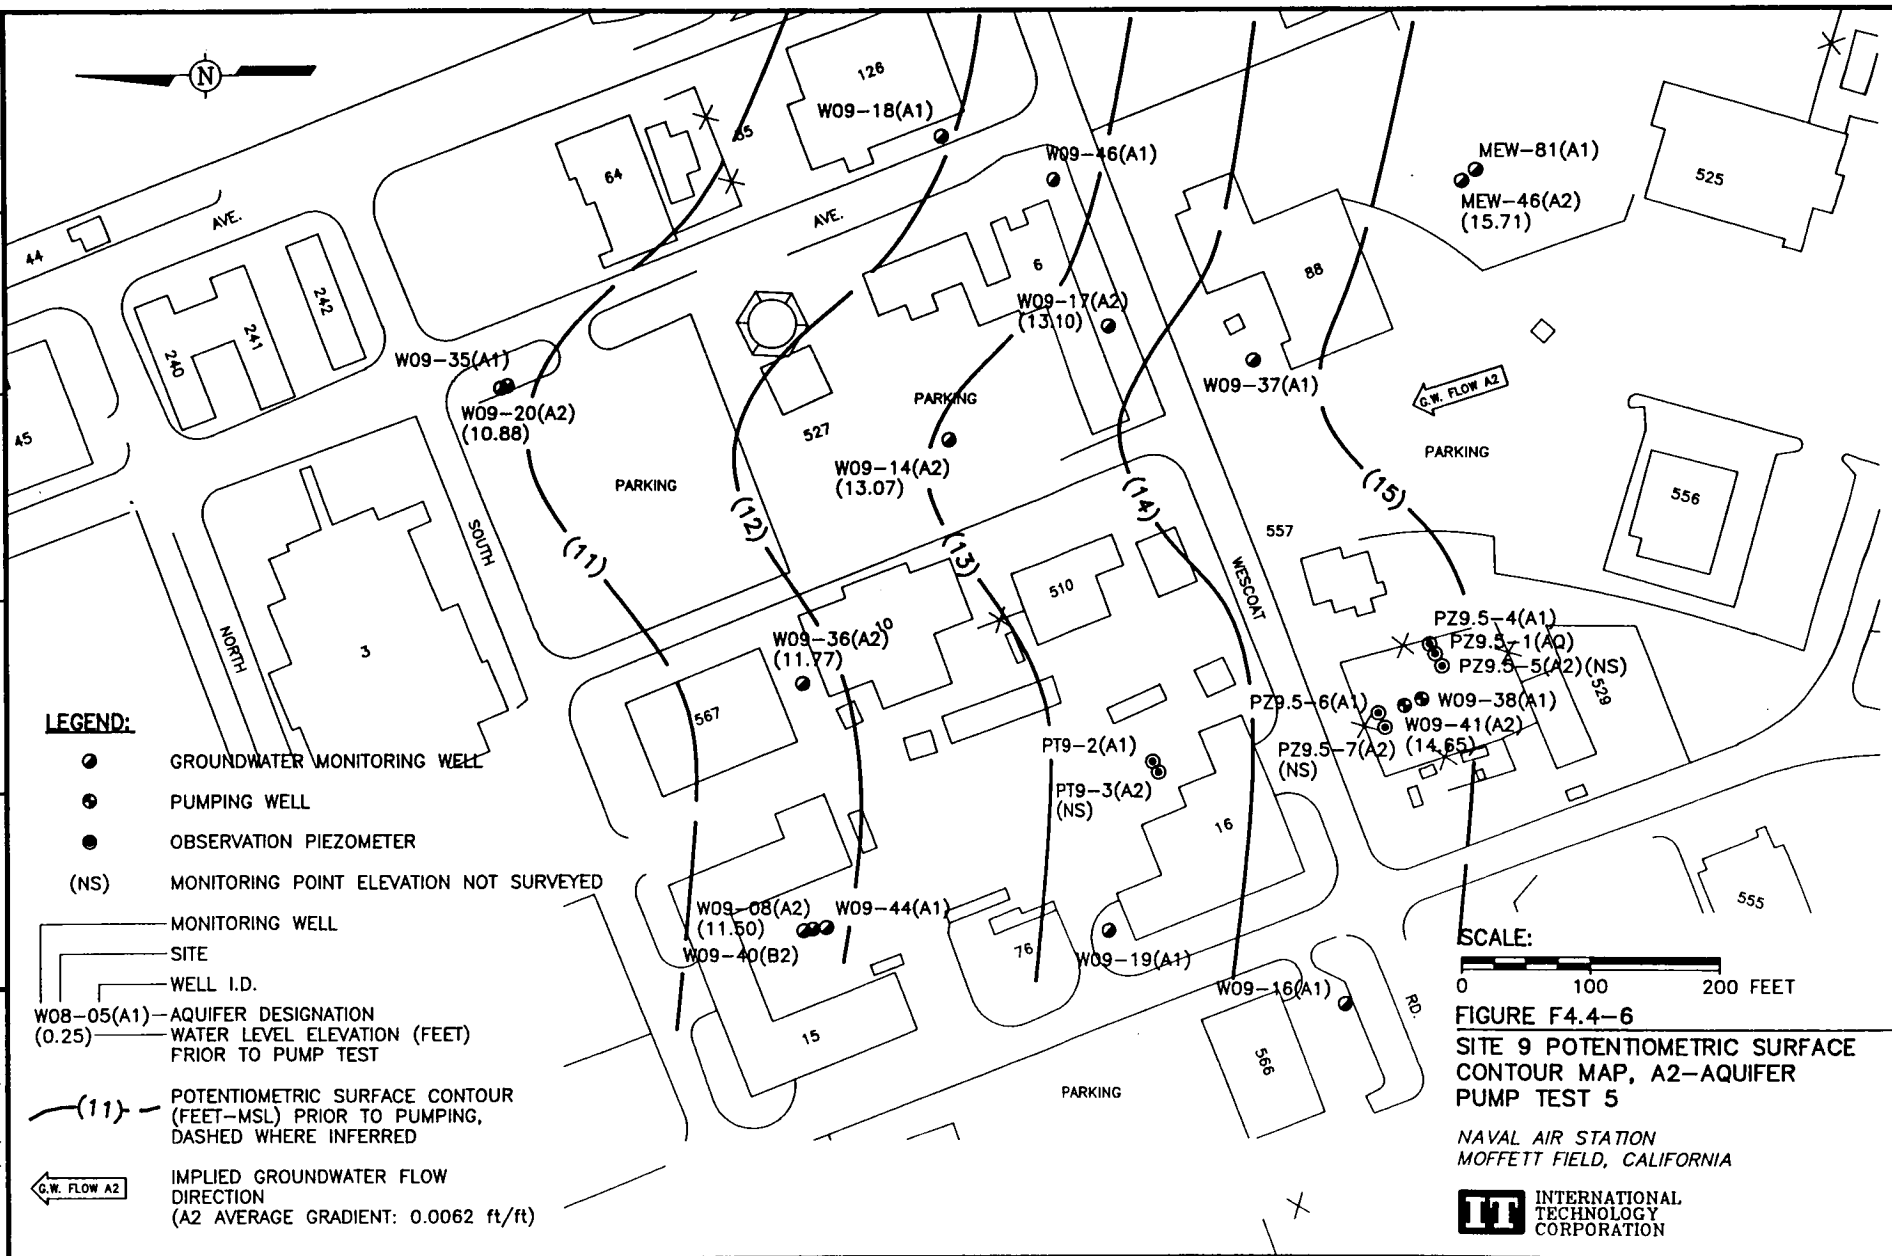 N
126
W09-18(A1)
85
64
W09-46(A1)
MEW-81(A1)
MEW-46(A2)
(15.71)
525
AVE.
AVE.
44
6
88
242
241
240
W09-17(A2)
(13.10)
W09-35(A1)
W09-20(A2)
(10.88)
W09-37(A1)
G.W. FLOW A2
PARKING
527
45
PARKING
W09-14(A2)
(13.07)
PARKING
(15)
(14)
(12)
(13)
(11)
556
557
SOUTH
WESCOAT
510
NORTH
3
10
W09-36(A2)
(11.77)
PZ9.5-4(A1)
PZ9.5-1(AQ)
PZ9.5-5(A2)(NS)
529
567
PZ9.5-6(A1)
W09-38(A1)
W09-41(A2)
(14.65)
PZ9.5-7(A2)
(NS)
PT9-2(A1)
PT9-3(A2)
(NS)
16
LEGEND:
GROUNDWATER MONITORING WELL
PUMPING WELL
OBSERVATION PIEZOMETER
(NS) MONITORING POINT ELEVATION NOT SURVEYED
MONITORING WELL
SITE
WELL I.D.
W08-05(A1) AQUIFER DESIGNATION
(0.25) WATER LEVEL ELEVATION (FEET)
PRIOR TO PUMP TEST
(11) POTENTIOMETRIC SURFACE CONTOUR
(FEET-MSL) PRIOR TO PUMPING,
DASHED WHERE INFERRED
G.W. FLOW A2
IMPLIED GROUNDWATER FLOW
DIRECTION
(A2 AVERAGE GRADIENT: 0.0062 ft/ft)
W09-08(A2)
(11.50)
W09-44(A1)
W09-40(B2)
76
W09-19(A1)
W09-16(A1)
15
566
RD.
PARKING
555
SCALE:
0 100 200 FEET
FIGURE F4.4-6
SITE 9 POTENTIOMETRIC SURFACE
CONTOUR MAP, A2-AQUIFER
PUMP TEST 5
NAVAL AIR STATION
MOFFETT FIELD, CALIFORNIA
IT
INTERNATIONAL
TECHNOLOGY
CORPORATION